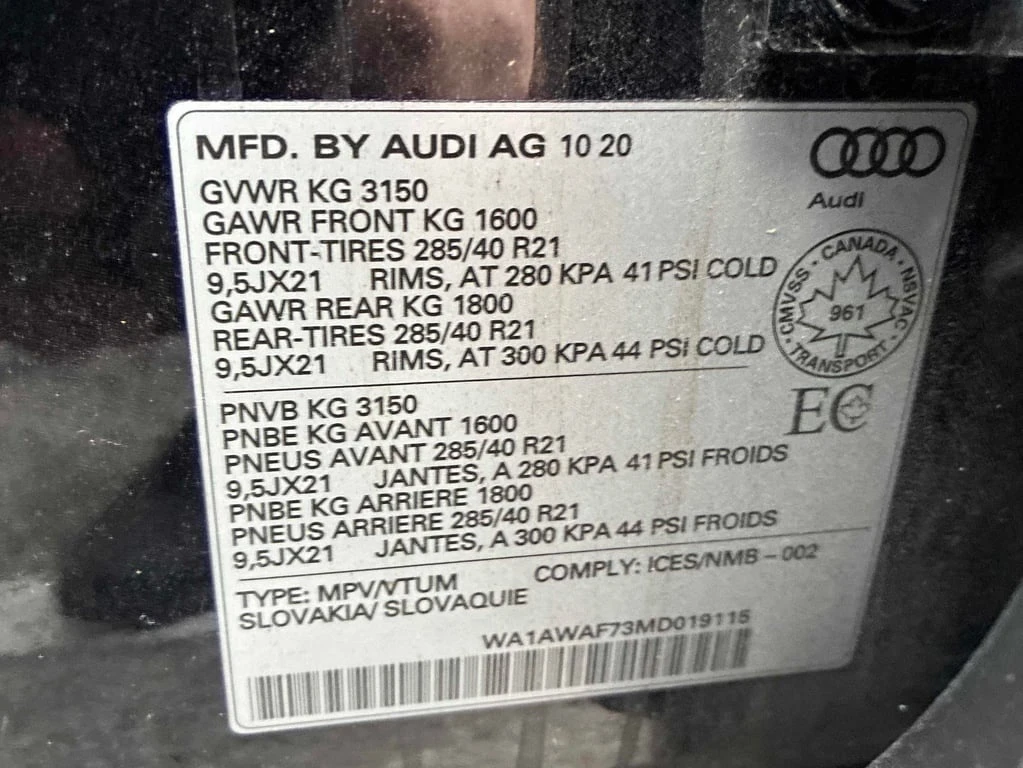 MFD. BY AUDI AG 10 20
Audi
GVWR KG 3150
GAWR FRONT KG 1600
FRONT-TIRES 285/40 R21
9,5JX21 RIMS, AT 280 KPA 41 PSI COLD
GAWR REAR KG 1800
REAR-TIRES 285/40 R21
9,5JX21 RIMS, AT 300 KPA 44 PSI COLD
CMVSS · CANADA · NSVAC · TRANSPORT ·
961
EC
PNVB KG 3150
PNBE KG AVANT 1600
PNEUS AVANT 285/40 R21
9,5JX21 JANTES, A 280 KPA 41 PSI FROIDS
PNBE KG ARRIERE 1800
PNEUS ARRIERE 285/40 R21
9,5JX21 JANTES, A 300 KPA 44 PSI FROIDS
TYPE: MPV/VTUM COMPLY: ICES/NMB - 002
SLOVAKIA/ SLOVAQUIE
WA1AWAF73MD019115